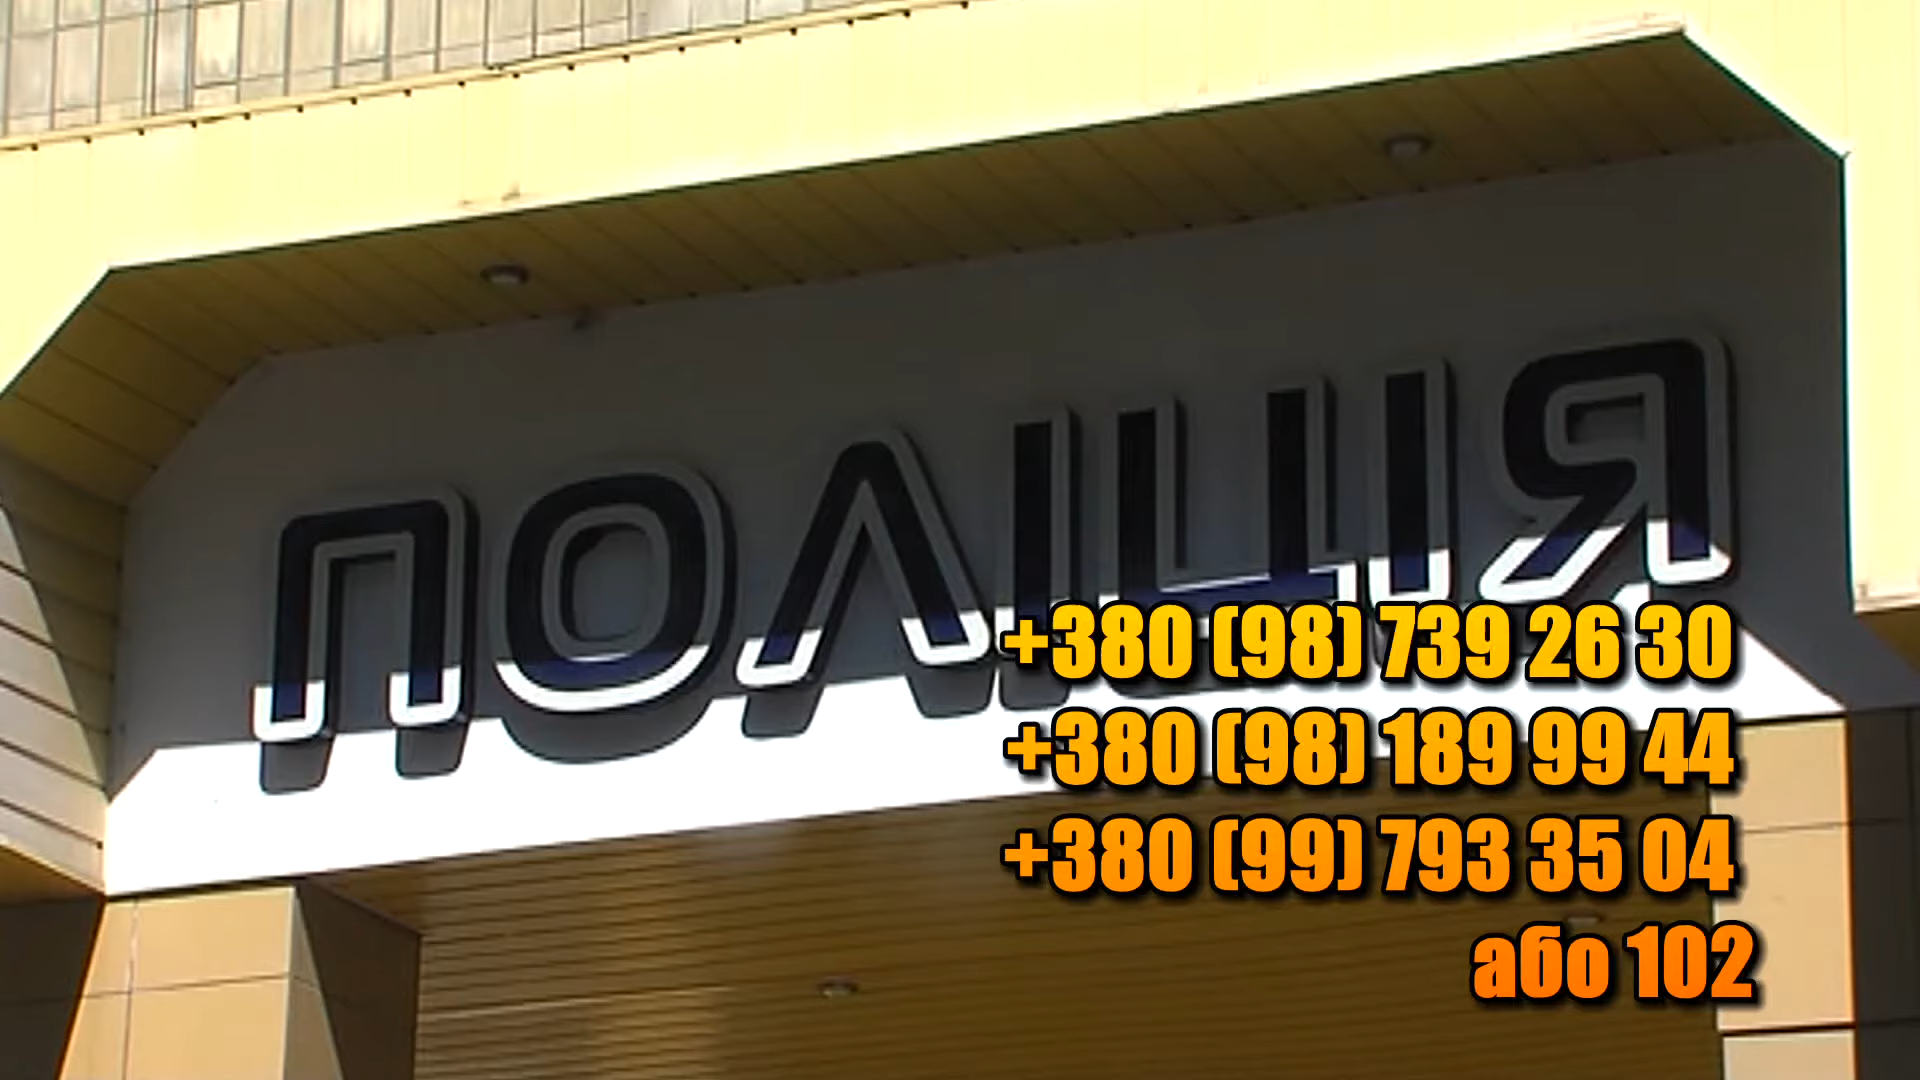 ПОЛІЦІЯ
+380 (98) 739 26 30
+380 (98) 189 99 44
+380 (99) 793 35 04
або 102